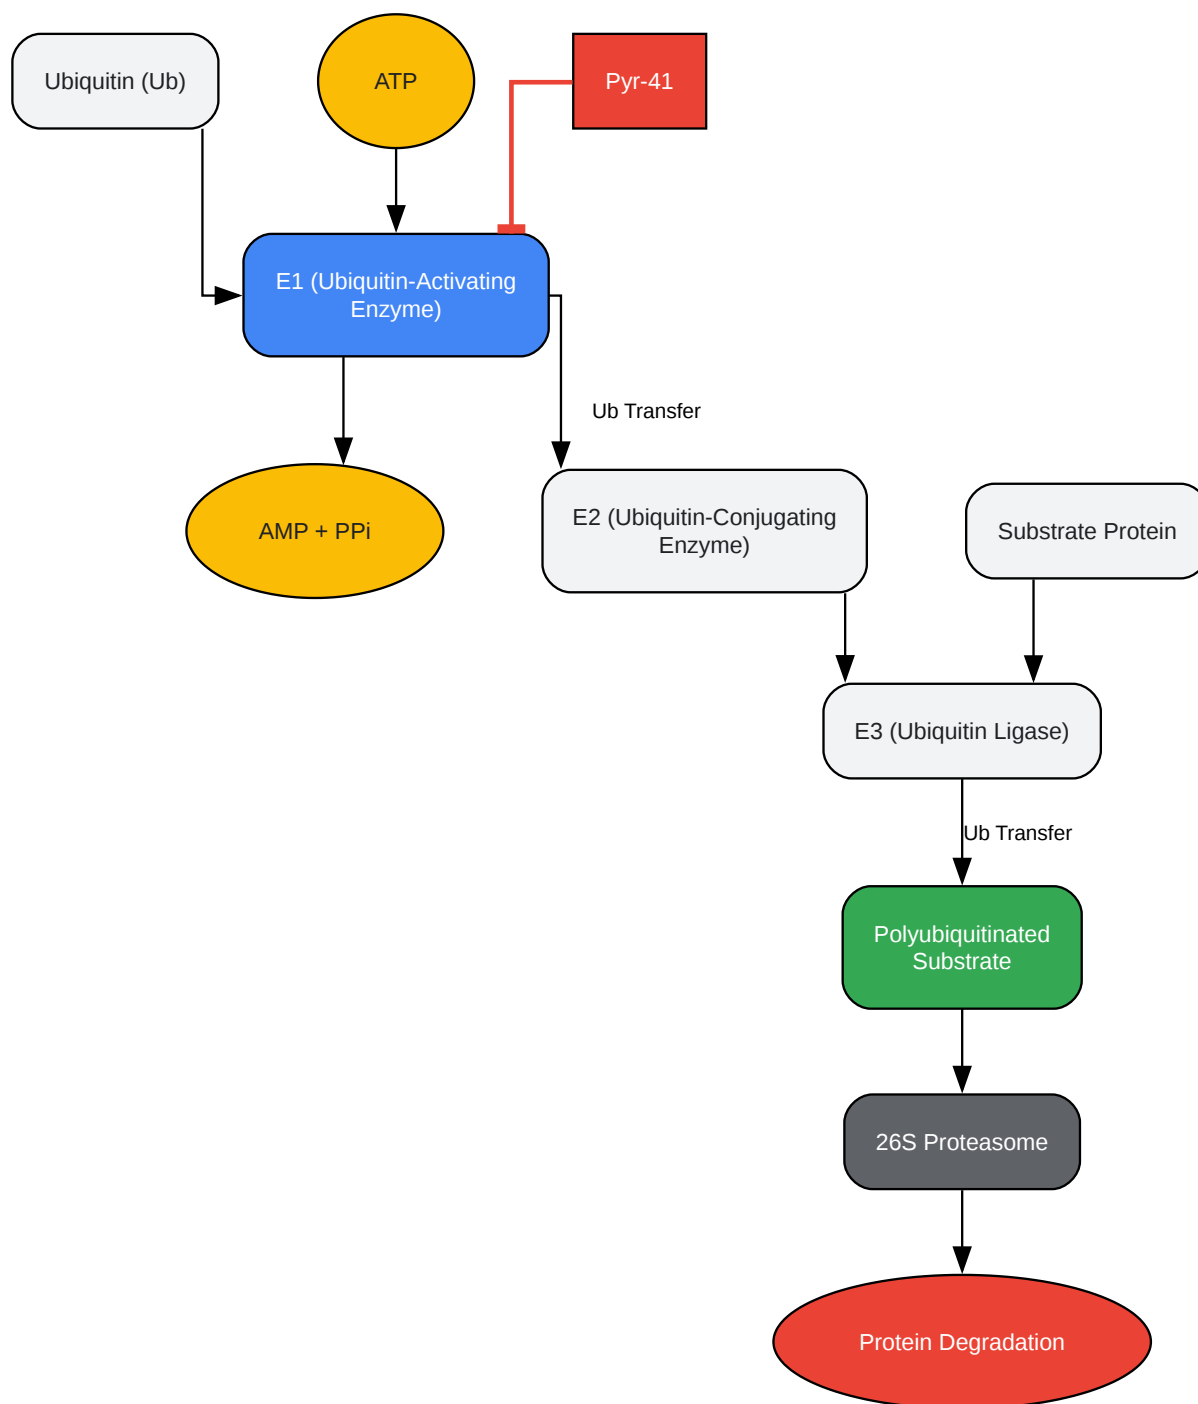 Ubiquitin (Ub)
ATP
Pyr-41
E1 (Ubiquitin-Activating
Enzyme)
Ub Transfer
AMP + PPi
E2 (Ubiquitin-Conjugating
Enzyme)
Substrate Protein
E3 (Ubiquitin Ligase)
Ub Transfer
Polyubiquitinated
Substrate
26S Proteasome
Protein Degradation